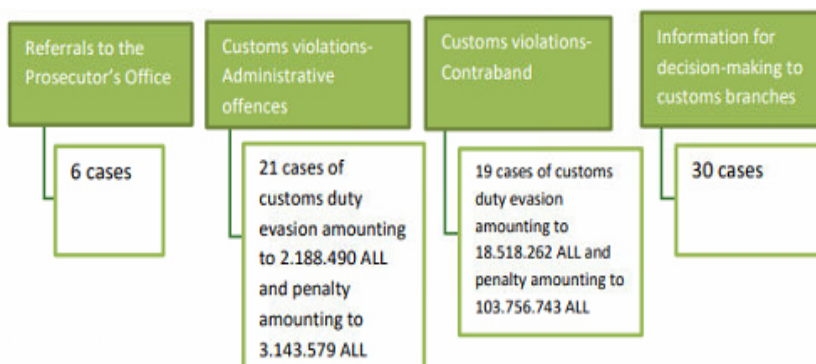 Referrals to the
Prosecutor's Office
6 cases
Customs violations-
Administrative
offences
21 cases of
customs duty
evasion amounting
to 2.188.490 ALL
and penalty
amounting to
3.143.579 ALL
Customs violations-
Contraband
19 cases of customs
duty evasion
amounting to
18.518.262 ALL and
penalty amounting to
103.756.743 ALL
Information for
decision-making to
customs branches
30 cases